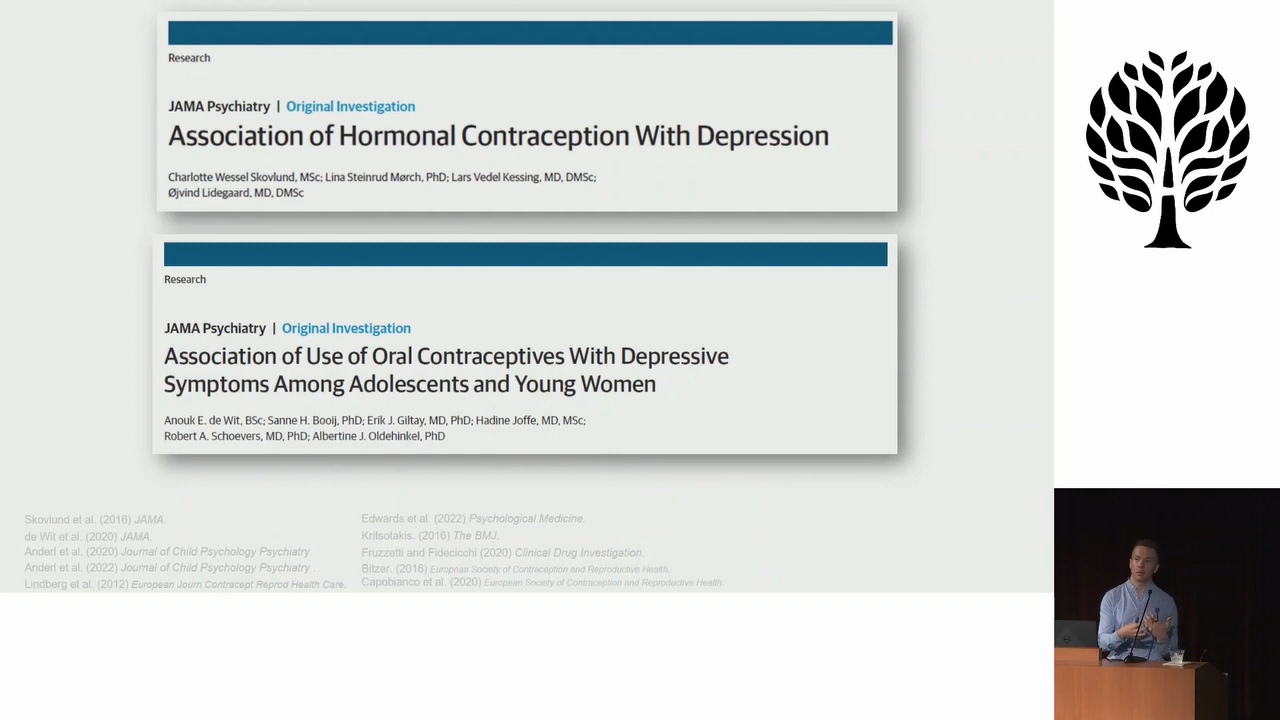 Research
JAMA Psychiatry | Original Investigation
Association of Hormonal Contraception With Depression
Charlotte Wessel Skovlund, MSc; Lina Steinrud Mørch, PhD; Lars Vedel Kessing, MD, DMSc;
Øjvind Lidegaard, MD, DMSc
Research
JAMA Psychiatry | Original Investigation
Association of Use of Oral Contraceptives With Depressive
Symptoms Among Adolescents and Young Women
Anouk E. de Wit, BSc; Sanne H. Booij, PhD; Erik J. Giltay, MD, PhD; Hadine Joffe, MD, MSc;
Robert A. Schoevers, MD, PhD; Albertine J. Oldehinkel, PhD
Skovlund et al. (2016) JAMA.
de Wit et al. (2020) JAMA.
Anderl et al. (2020) Journal of Child Psychology Psychiatry
Anderl et al. (2022) Journal of Child Psychology Psychiatry .
Lindberg et al. (2012) European Journ Contracept Reprod Health Care.
Edwards et al. (2022) Psychological Medicine.
Kritsotakis. (2016) The BMJ.
Fruzzetti and Fidecicchi (2020) Clinical Drug Investigation.
Bitzer. (2016) European Society of Contraception and Reproductive Health.
Capobianco et al. (2020) European Society of Contraception and Reproductive Health.